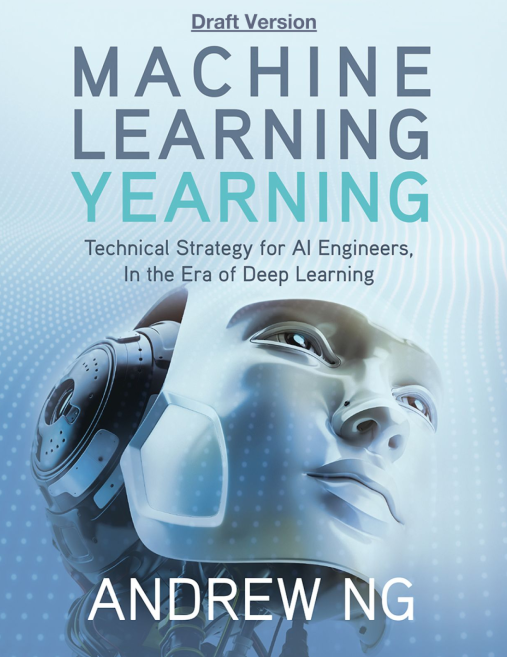 Draft Version
MACHINE
LEARNING
YEARNING
Technical Strategy for AI Engineers,
In the Era of Deep Learning
ANDREW NG